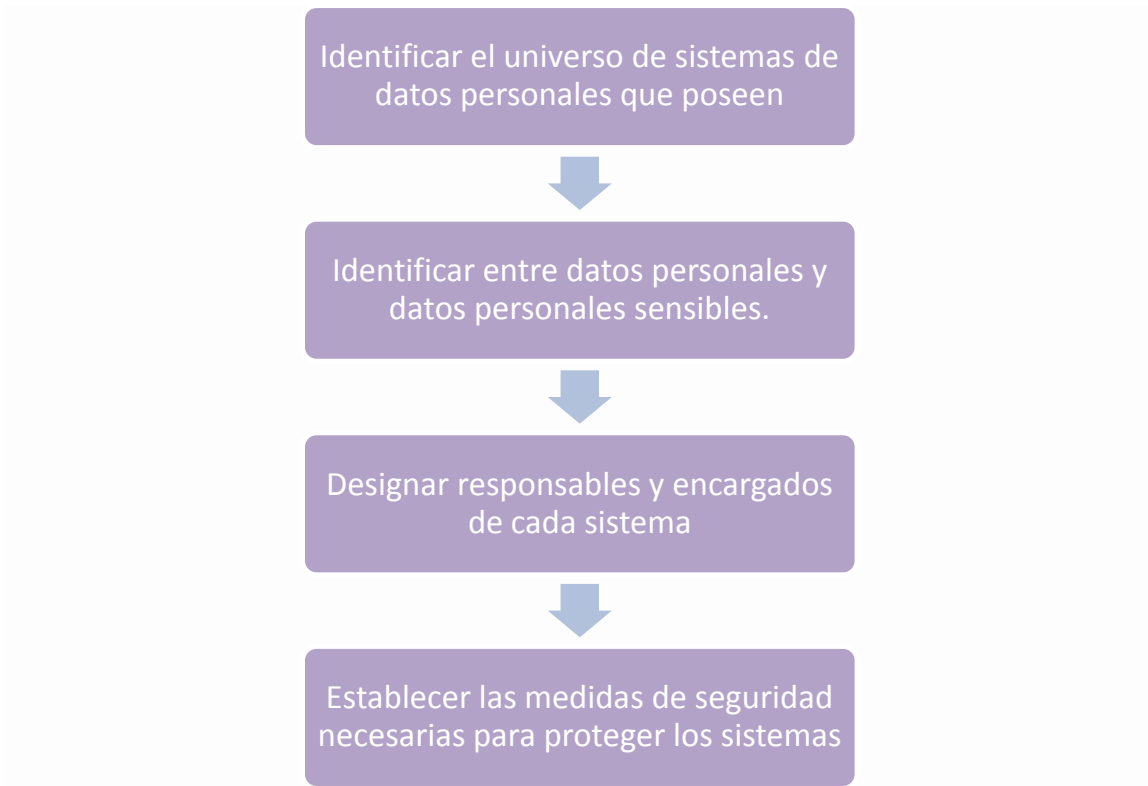 Identificar el universo de sistemas de
datos personales que poseen
Identificar entre datos personales y
datos personales sensibles.
Designar responsables y encargados
de cada sistema
Establecer las medidas de seguridad
necesarias para proteger los sistemas